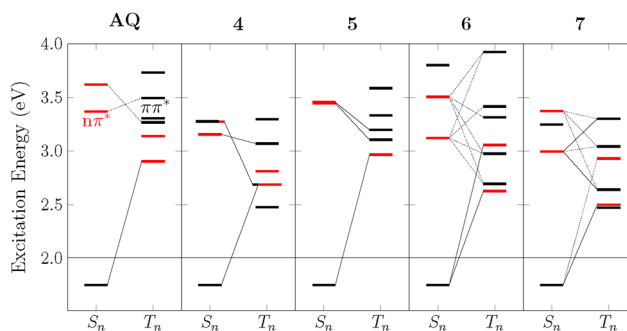 AQ 4 5 6 7
Excitation Energy (eV)
4.0
3.5
3.0
2.5
2.0
nπ*
ππ*
Sn Tn Sn Tn Sn Tn Sn Tn Sn Tn